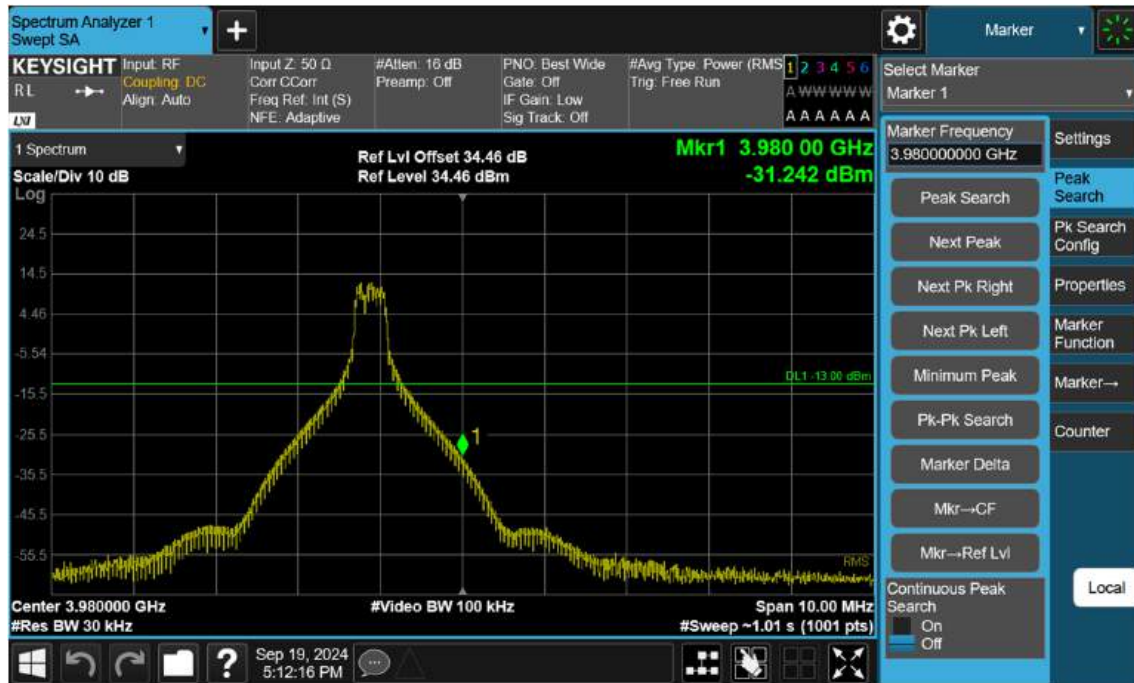 Spectrum Analyzer 1
Swept SA
+
Marker
KEYSIGHT
RL
LXI
Input: RF
Coupling: DC
Align: Auto
Input Z: 50 Ω
Corr CCorr
Freq Ref: Int (S)
NFE: Adaptive
#Atten: 16 dB
Preamp: Off
PNO: Best Wide
Gate: Off
IF Gain: Low
Sig Track: Off
#Avg Type: Power (RMS
Trig: Free Run
1 2 3 4 5 6
A W W W W W
A A A A A A
Select Marker
Marker 1
1 Spectrum
Scale/Div 10 dB
Log
Ref Lvl Offset 34.46 dB
Ref Level 34.46 dBm
Mkr1 3.980 00 GHz
-31.242 dBm
24.5
14.5
4.46
-5.54
-15.5
-25.5
-35.5
-45.5
-55.5
DL1 -13.00 dBm
1
RMS
Center 3.980000 GHz
#Res BW 30 kHz
#Video BW 100 kHz
Span 10.00 MHz
#Sweep ~1.01 s (1001 pts)
Marker Frequency
3.980000000 GHz
Peak Search
Next Peak
Next Pk Right
Next Pk Left
Minimum Peak
Pk-Pk Search
Marker Delta
Mkr→CF
Mkr→Ref Lvl
Continuous Peak
Search
On
Off
Settings
Peak
Search
Pk Search
Config
Properties
Marker
Function
Marker→
Counter
Local
?
Sep 19, 2024
5:12:16 PM